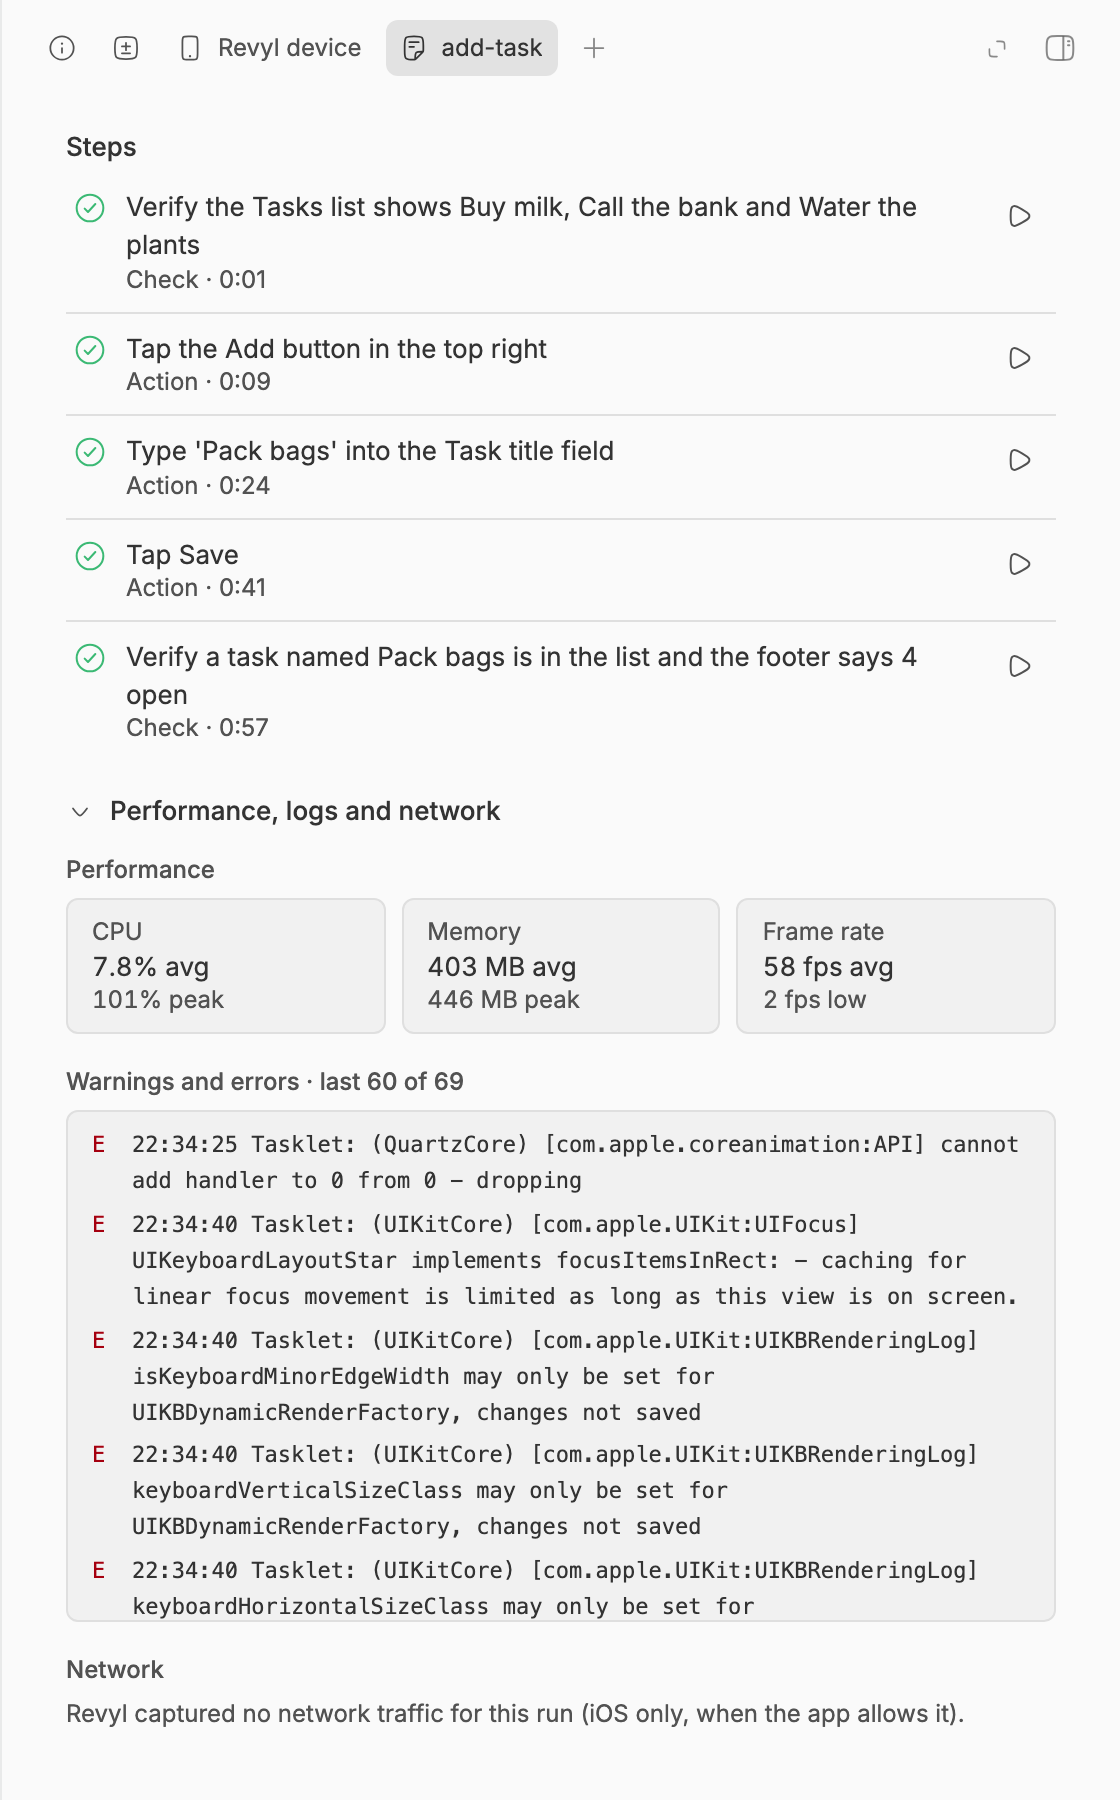 Revyl device
add-task
Steps
Verify the Tasks list shows Buy milk, Call the bank and Water the
plants
Check · 0:01
Tap the Add button in the top right
Action · 0:09
Type 'Pack bags' into the Task title field
Action · 0:24
Tap Save
Action · 0:41
Verify a task named Pack bags is in the list and the footer says 4
open
Check · 0:57
Performance, logs and network
Performance
CPU
7.8% avg
101% peak
Memory
403 MB avg
446 MB peak
Frame rate
58 fps avg
2 fps low
Warnings and errors · last 60 of 69
E 22:34:25 Tasklet: (QuartzCore) [com.apple.coreanimation:API] cannot
add handler to 0 from 0 – dropping
E 22:34:40 Tasklet: (UIKitCore) [com.apple.UIKit:UIFocus]
UIKeyboardLayoutStar implements focusItemsInRect: – caching for
linear focus movement is limited as long as this view is on screen.
E 22:34:40 Tasklet: (UIKitCore) [com.apple.UIKit:UIKBRenderingLog]
isKeyboardMinorEdgeWidth may only be set for
UIKBDynamicRenderFactory, changes not saved
E 22:34:40 Tasklet: (UIKitCore) [com.apple.UIKit:UIKBRenderingLog]
keyboardVerticalSizeClass may only be set for
UIKBDynamicRenderFactory, changes not saved
E 22:34:40 Tasklet: (UIKitCore) [com.apple.UIKit:UIKBRenderingLog]
keyboardHorizontalSizeClass may only be set for
Network
Revyl captured no network traffic for this run (iOS only, when the app allows it).